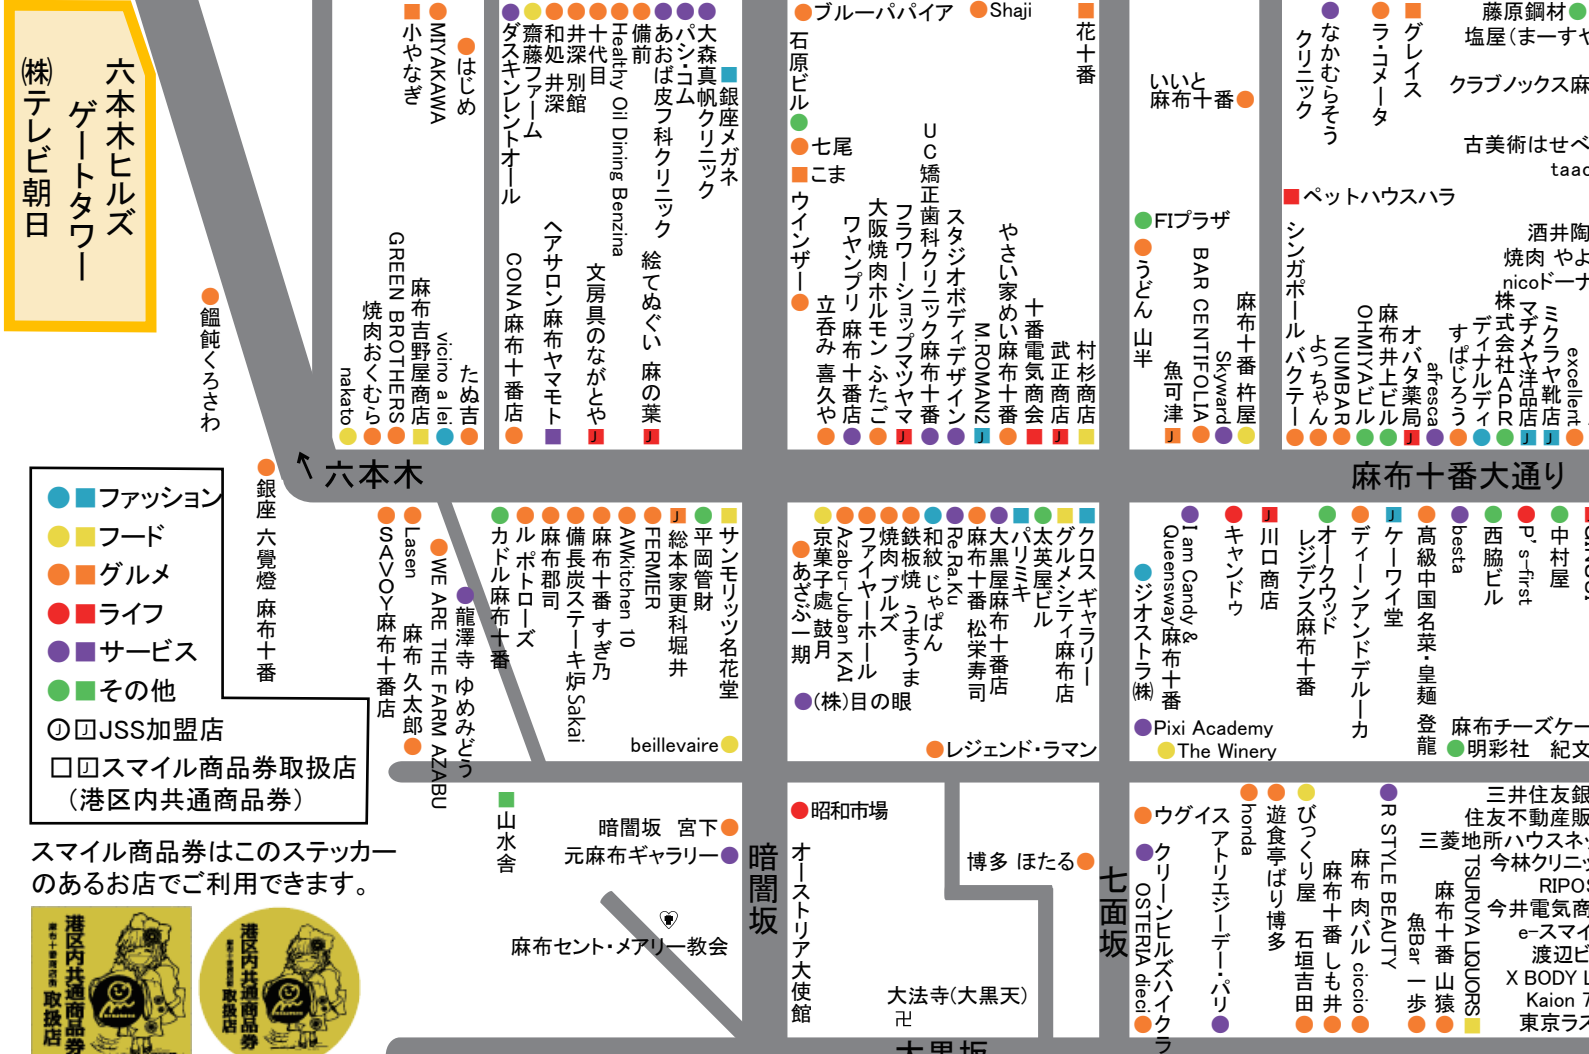 六本木ヒルズ
ゲートタワー
㈱テレビ朝日
小やなぎ
MIYAKAWA
はじめ
ダスキンレントオール
齋藤ファーム
和処 井深
井深 別館
十代目
Healthy Oil Dining Benzina
備前
あおば皮フ科クリニック
パシ・コム
大森真帆クリニック
銀座メガネ
ブルーパパイア
Shaji
石原ビル
七尾
こま
ウインザー
花十番
いいと
麻布十番
なかむらそう
クリニック
ラ・コメータ
グレイス
藤原鋼材
塩屋(まーすや
クラブノックス麻
古美術はせべ
taac
ペットハウスハラ
酒井陶
焼肉 やよ
nicoドーナ
饂飩くろさわ
nakato
焼肉おくむら
GREEN BROTHERS
麻布吉野屋商店
vicino a lei
たぬ吉
CONA麻布十番店
ヘアサロン麻布ヤマモト
文房具のながとや
絵てぬぐい 麻の葉
立呑み 喜久や
ワヤンプリ 麻布十番店
大阪焼肉ホルモン ふたご
フラワーショップマツヤマ
UC矯正歯科クリニック麻布十番
スタジオボディデザイン
M.ROMAN2
やさい家めい麻布十番
十番電気商会
武正商店
村杉商店
FIプラザ
うどん 山半
魚可津
BAR CENTIFOLIA
Skyward
麻布十番 杵屋
シンガポール バクテー
よっちゃん
NUMBAR
OHMIYAビル
麻布井上ビル
オバタ薬局
afresca
すぱじろう
ディナルディ
株式会社APR
マヂメヤ洋品店
ミクラヤ靴店
excellent
六本木
麻布十番大通り
銀座 六覺燈 麻布十番
ファッション
フード
グルメ
ライフ
サービス
その他
JJJSS加盟店
Jスマイル商品券取扱店
(港区内共通商品券)
スマイル商品券はこのステッカー
のあるお店でご利用できます。
港区内共通商品券
麻布十番商店街
取扱店
港区内共通商品券
麻布十番商店街
取扱店
SAVOY麻布十番店
Lasen
麻布 久太郎
WE ARE THE FARM AZABU
龍澤寺 ゆめみどう
カドル麻布十番
ル ポトローズ
麻布郡司
備長炭ステーキ炉Sakai
麻布十番 すぎ乃
AWkitchen 10
FERMER
総本家更科堀井
平岡管財
サンモリッツ名花堂
beillevaire
あざぶ一期
京菓子處 鼓月
Azabu-Juban KAI
ファイヤーホール
焼肉 ブルズ
鉄板焼 うまうま
和紋 じゃぱん
Re.Ra.Ku
麻布十番 松栄寿司
大黒屋麻布十番店
パリミキ
太英屋ビル
グルメシティ麻布店
クロスギャラリー
(株)目の眼
レジェンド・ラマン
ジオストラ㈱
I am Candy &
Queensway麻布十番
キャンドゥ
川口商店
オークウッド
レジデンス麻布十番
ディーンアンドデルーカ
ケーワイ堂
髙級中国名菜・皇麺 登龍
besta
西脇ビル
P's-first
中村屋
Pixi Academy
The Winery
麻布チーズケー
明彩社
紀文
山水舎
暗闇坂 宮下
元麻布ギャラリー
麻布セント・メアリー教会
暗闇坂
昭和市場
オーストリア大使館
博多 ほたる
大法寺(大黒天)
卍
大黒坂
七面坂
ウグイス
クリーンヒルズハイクラ
OSTERIA dieci
アトリエジーデー・パリ
honda
遊食亭ばり博多
びっくり屋
石垣吉田
麻布十番 しも井
麻布 肉バル ciccio
R STYLE BEAUTY
魚Bar 一歩
麻布十番 山猿
TSURUYA LIQUORS
三井住友銀
住友不動産販
三菱地所ハウスネッ
今林クリニッ
RIPOS
今井電気商
e-スマイ
渡辺ビ
X BODY L
Kaion 7
東京ラス